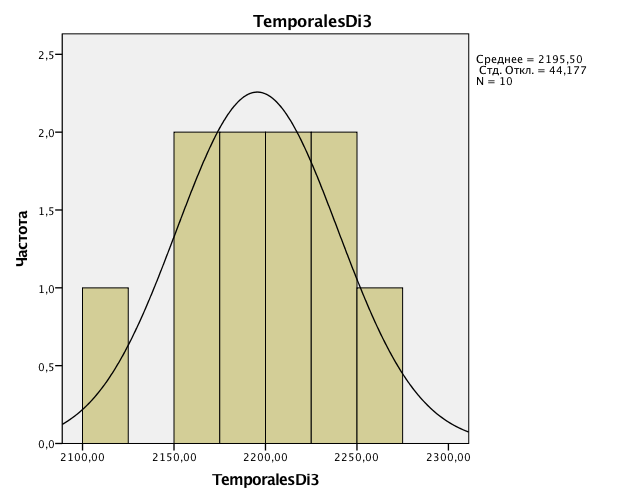 TemporalesDi3
Среднее = 2195,50
Стд. Откл. = 44,177
N = 10
2,5
2,0
1,5
1,0
0,5
0,0
Частота
2100,00 2150,00 2200,00 2250,00 2300,00
TemporalesDi3